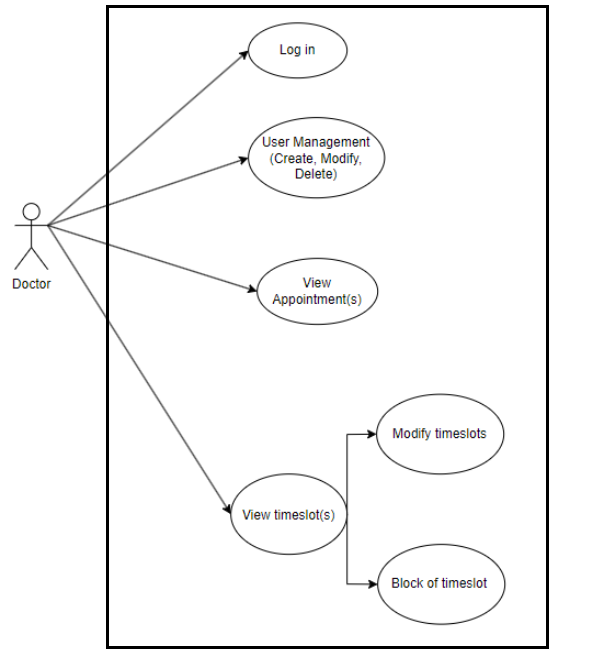 Log in
User Management
(Create, Modify,
Delete)
Doctor
View
Appointment(s)
Modify timeslots
View timeslot(s)
Block of timeslot